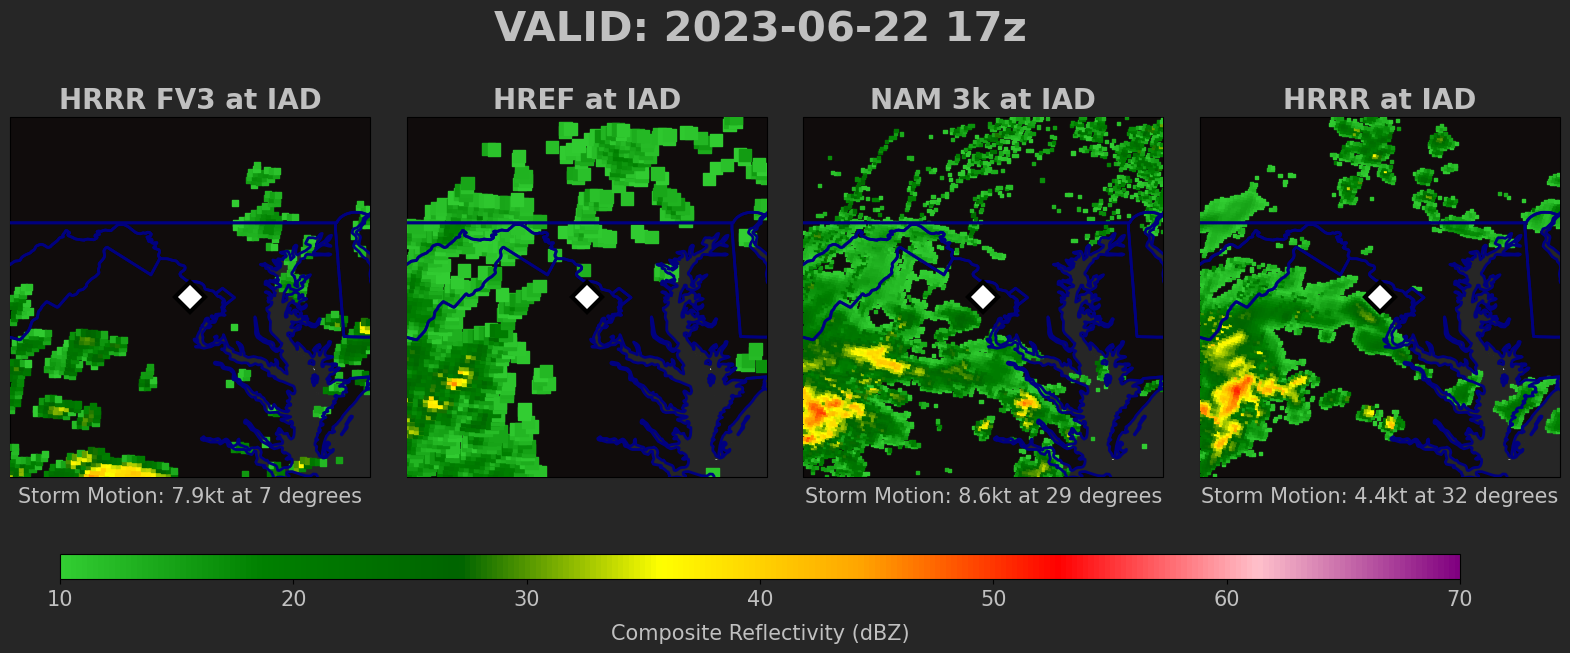 VALID: 2023-06-22 17z
HRRR FV3 at IAD
HREF at IAD
NAM 3k at IAD
HRRR at IAD
Storm Motion: 7.9kt at 7 degrees
Storm Motion: 8.6kt at 29 degrees
Storm Motion: 4.4kt at 32 degrees
10 20 30 40 50 60 70
Composite Reflectivity (dBZ)